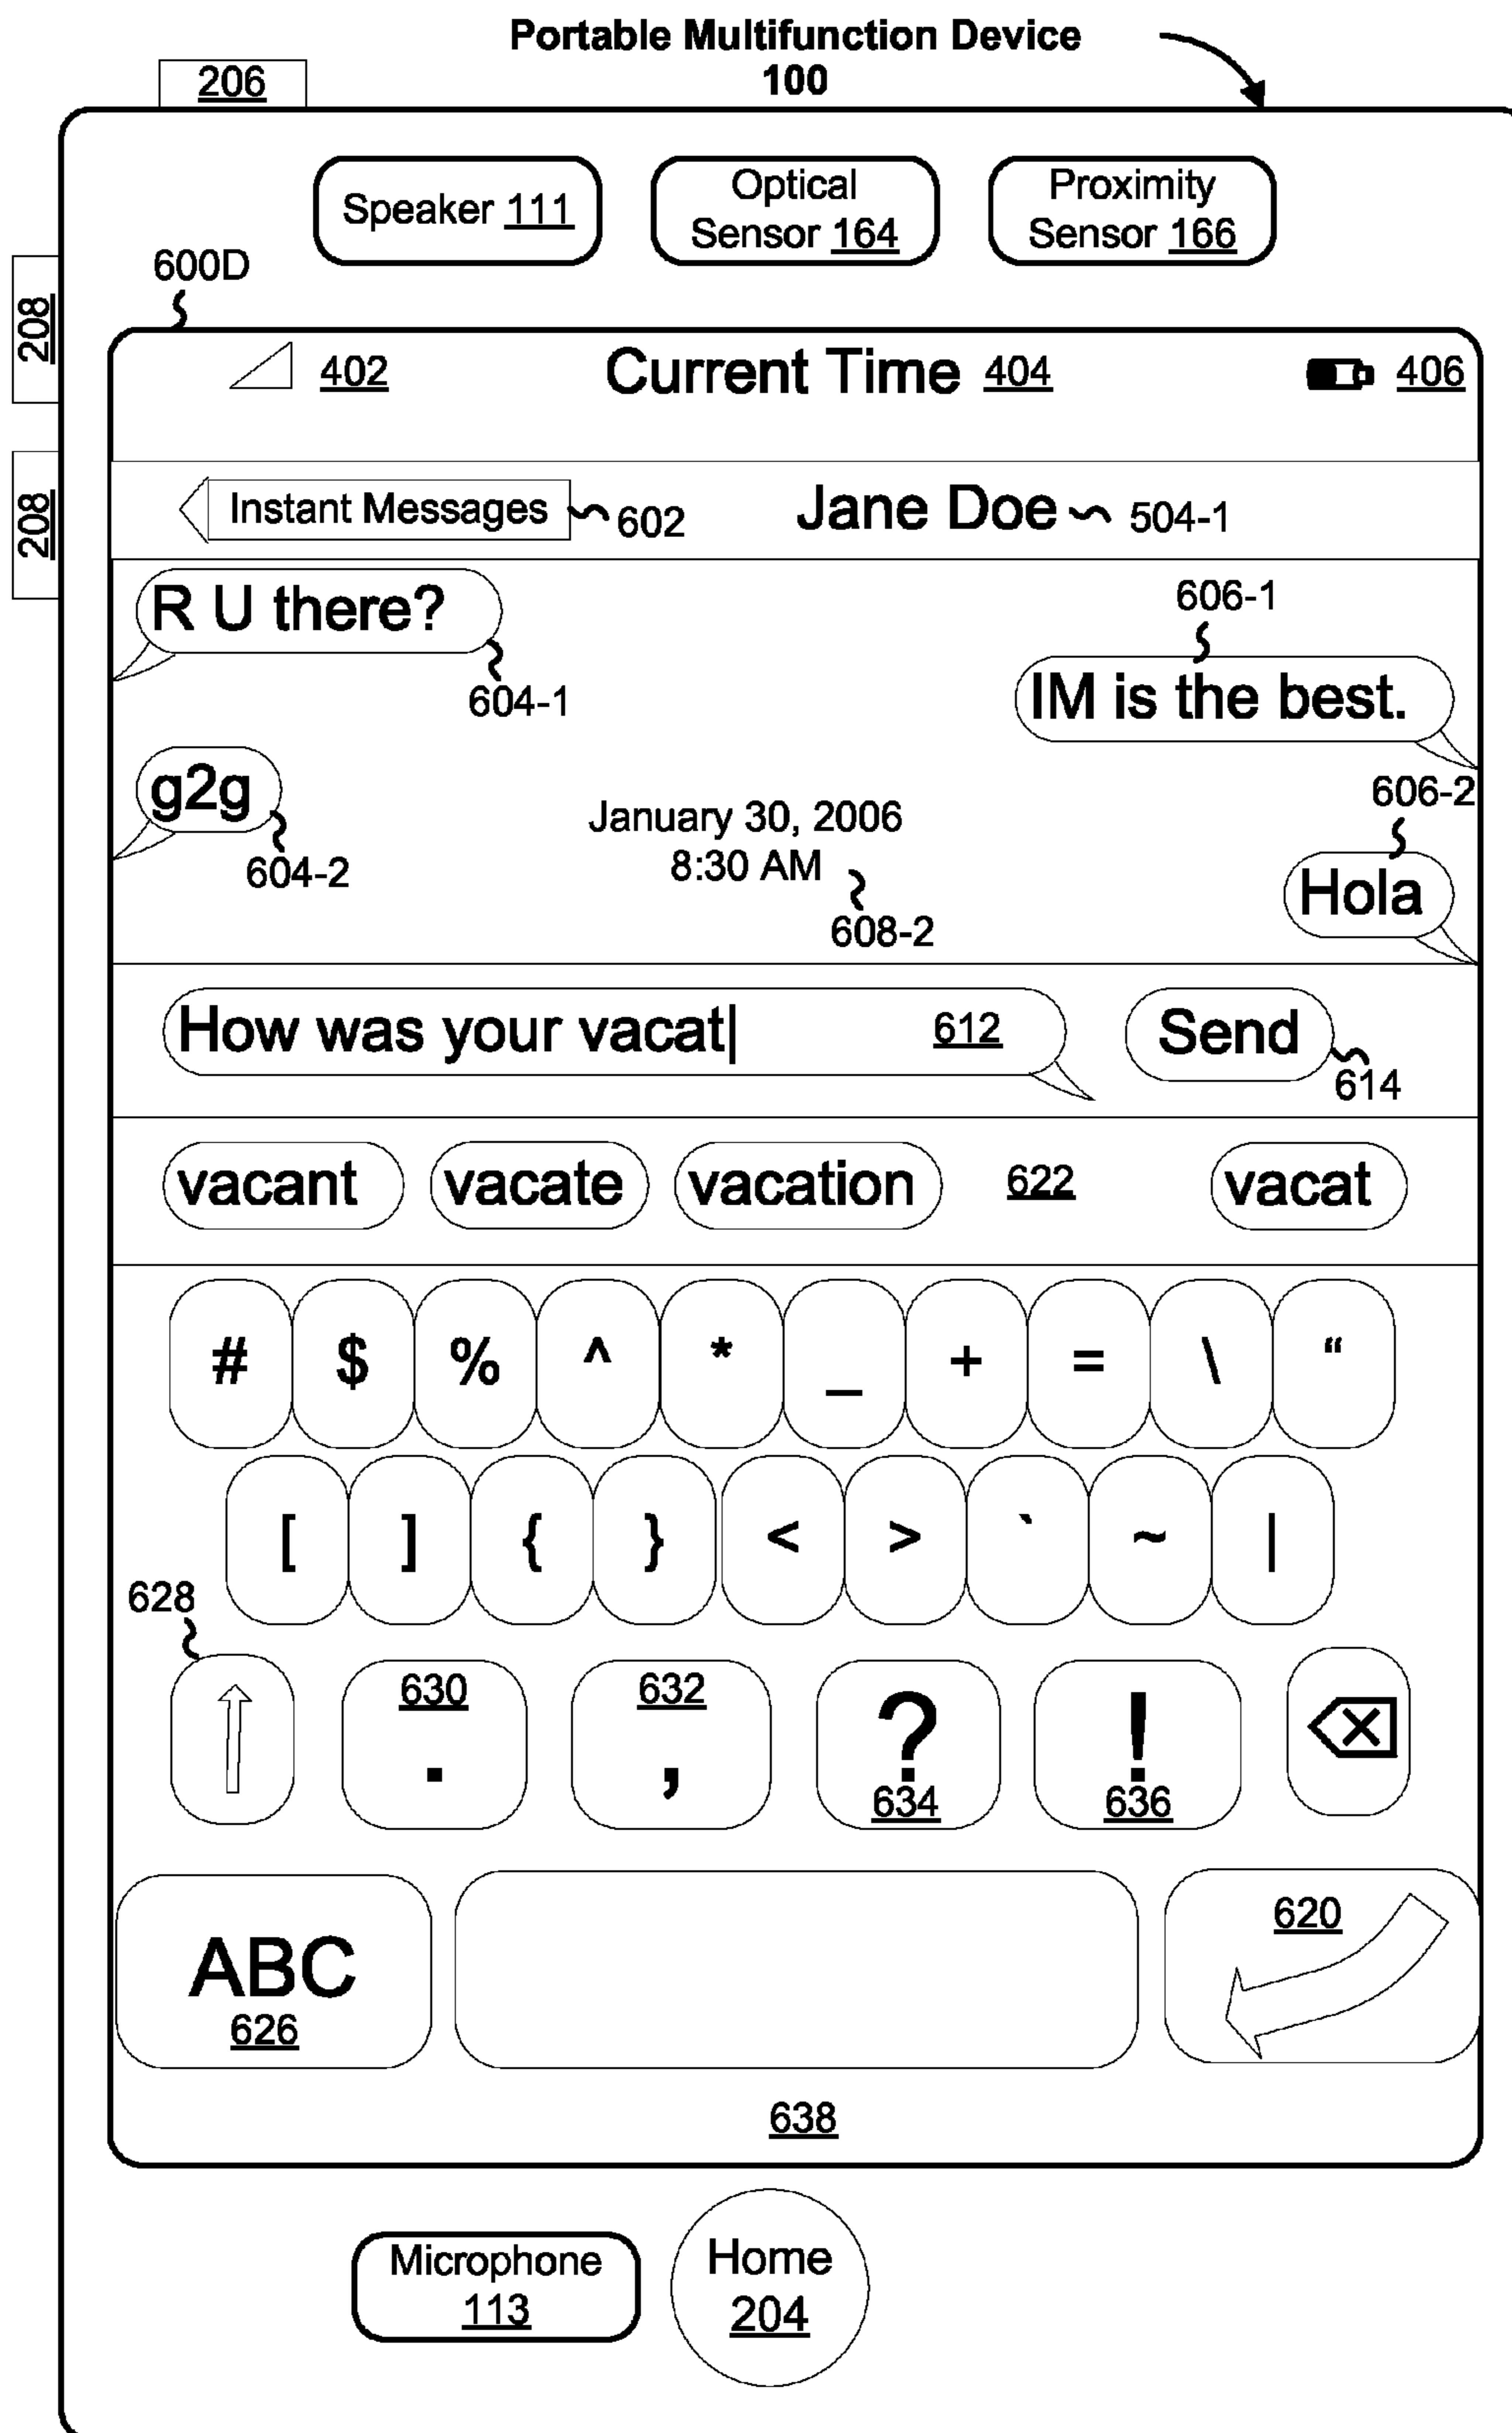 Portable Multifunction Device
100
206
Speaker 111
Optical
Sensor 164
Proximity
Sensor 166
600D
208
402 Current Time 404 406
208
Instant Messages 602 Jane Doe 504-1
R U there?
604-1
606-1
IM is the best.
g2g
604-2
January 30, 2006
8:30 AM
608-2
606-2
Hola
How was your vacat| 612 Send
614
vacant vacate vacation 622 vacat
# $ % ^ * _ + = \ “
[ ] { } < > ` ~ |
628
630 632
. , ? !
634 636
620
ABC
626
638
Microphone
113
Home
204